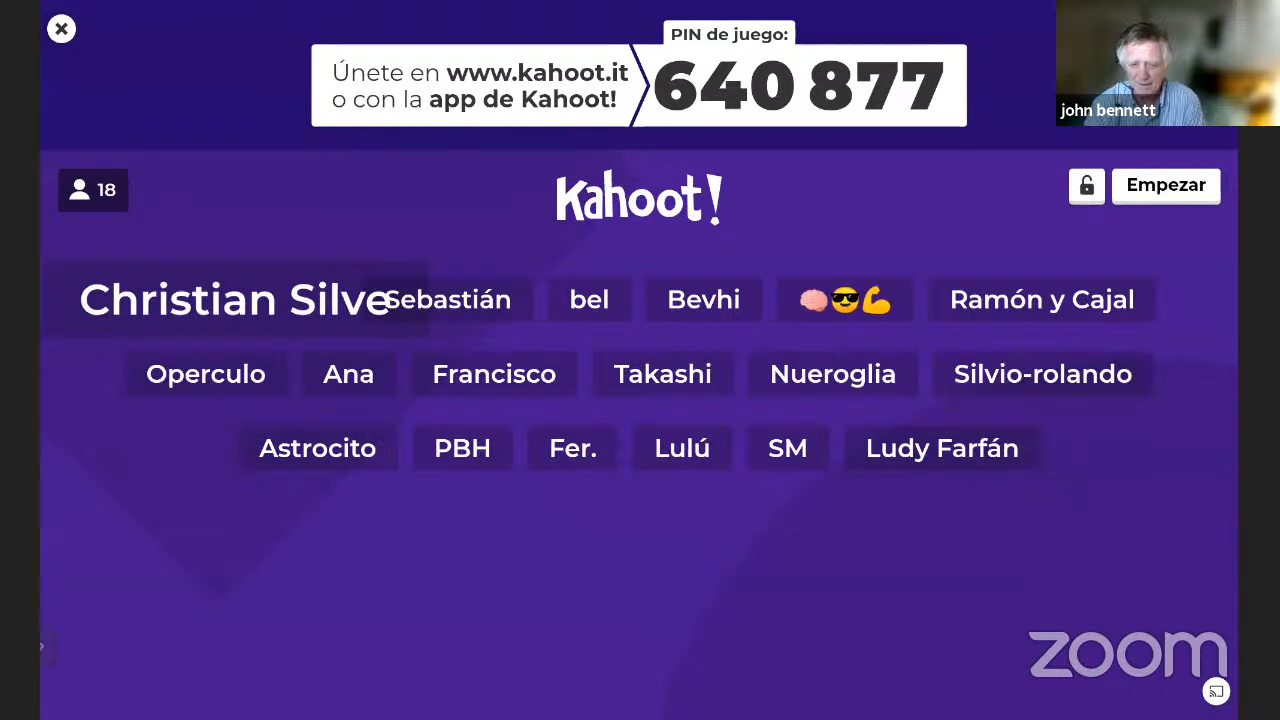 PIN de juego:
Únete en www.kahoot.it
o con la app de Kahoot!
640 877
john bennett
18
Kahoot!
Empezar
Christian Silve Sebastián bel Bevhi 🧠😎💪 Ramón y Cajal
Operculo Ana Francisco Takashi Nueroglia Silvio-rolando
Astrocito PBH Fer. Lulú SM Ludy Farfán
zoom